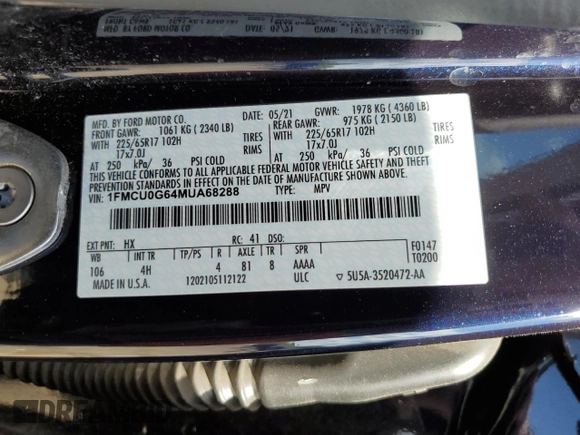 MFD. BY FORD MOTOR CO. 05/21 GVWR: 1978 KG ( 4360 LB)
FRONT GAWR: 1061 KG ( 2340 LB) REAR GAWR: 975 KG ( 2150 LB)
225/65R17 102H TIRES 225/65R17 102H TIRES
17x7.0J RIMS 17x7.0J RIMS
AT 250 kPa/ 36 PSI COLD AT 250 kPa/ 36 PSI COLD
THIS VEHICLE CONFORMS TO ALL APPLICABLE FEDERAL MOTOR VEHICLE
SAFETY AND THEFT PREVENTION STANDARDS IN EFFECT ON THE DATE OF MANUFACTURE SHOWN ABOVE.
VIN: 1FMCU0G64MUA68288 TYPE: MPV
EXT PNT: HX RC: 41 DSO: F0147
WB INT TR TP/PS R AXLE TR SPR T0200
106 4H 4 81 8 AAAA
MADE IN U.S.A. 1202105112122 ULC ▽ 5U5A-3520472-AA